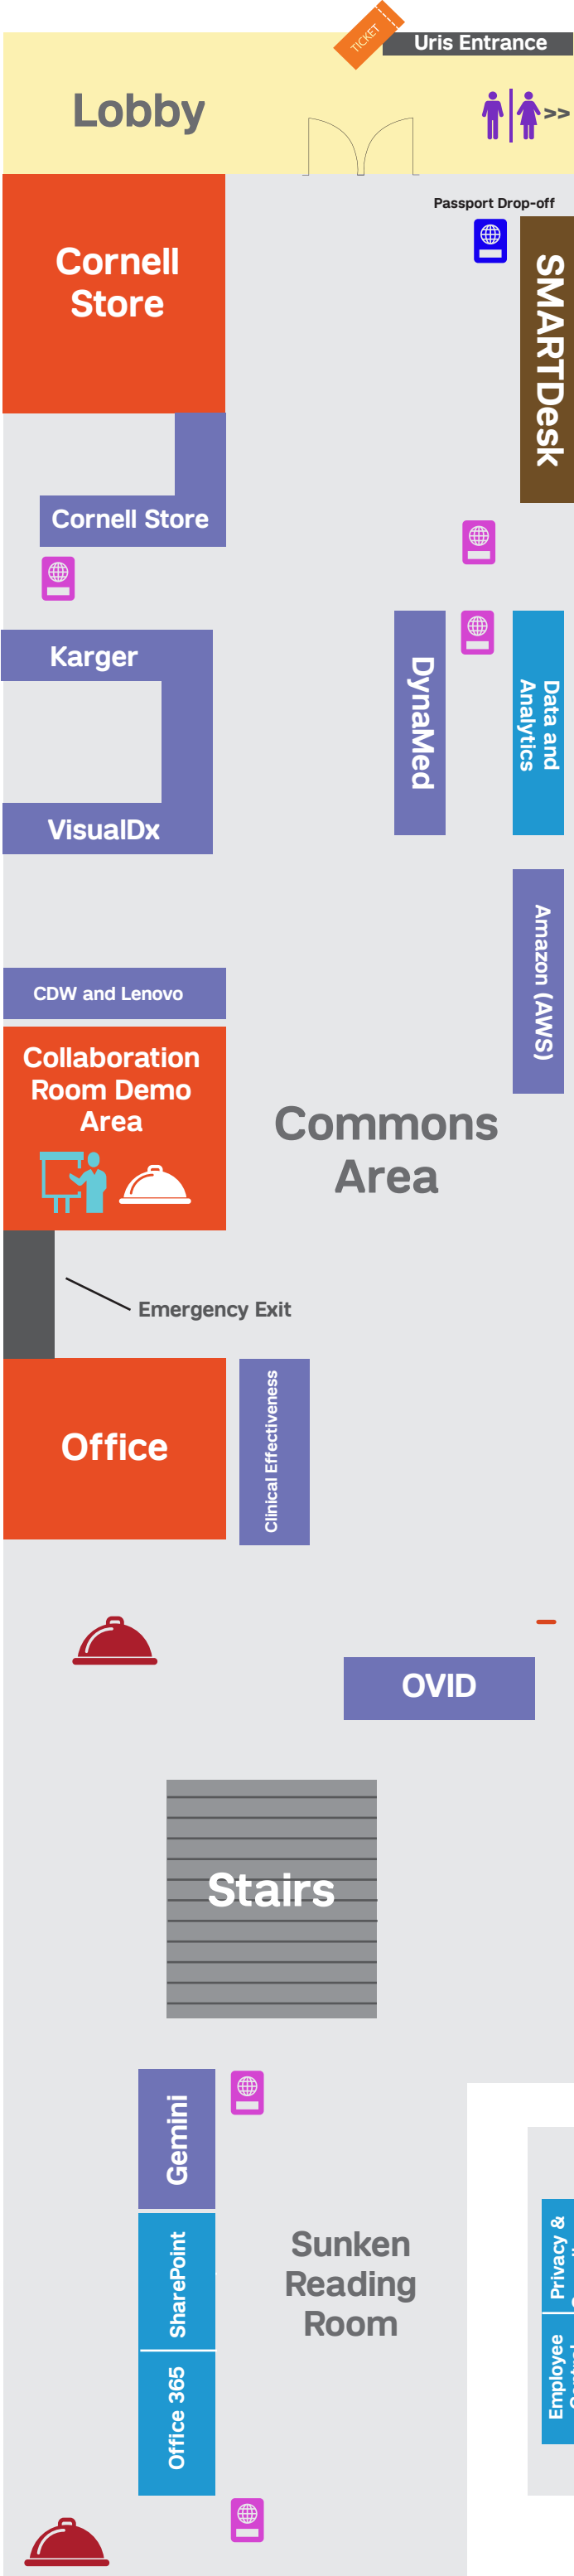 TICKET
Uris Entrance
Lobby
>>
Passport Drop-off
Cornell
Store
SMARTDesk
Cornell Store
Karger
DynaMed
Data and
Analytics
VisualDx
Amazon (AWS)
CDW and Lenovo
Collaboration
Room Demo
Area
Commons
Area
Emergency Exit
Office
Clinical Effectiveness
OVID
Stairs
Gemini
SharePoint
Office 365
Sunken
Reading
Room
Privacy &
Employee